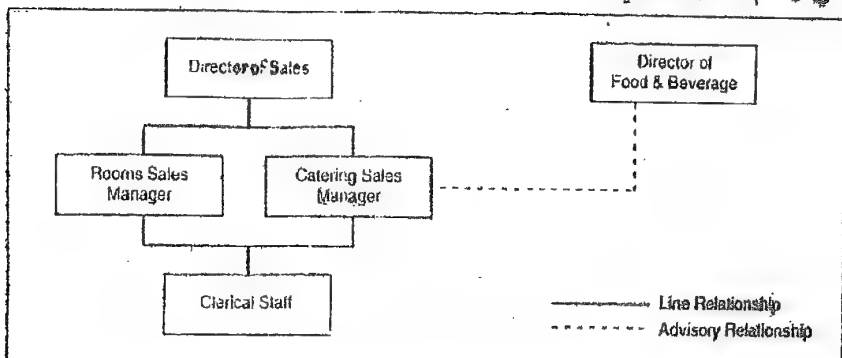 Director of Sales
Director of
Food & Beverage
Rooms Sales
Manager
Catering Sales
Manager
Clerical Staff
Line Relationship
Advisory Relationship